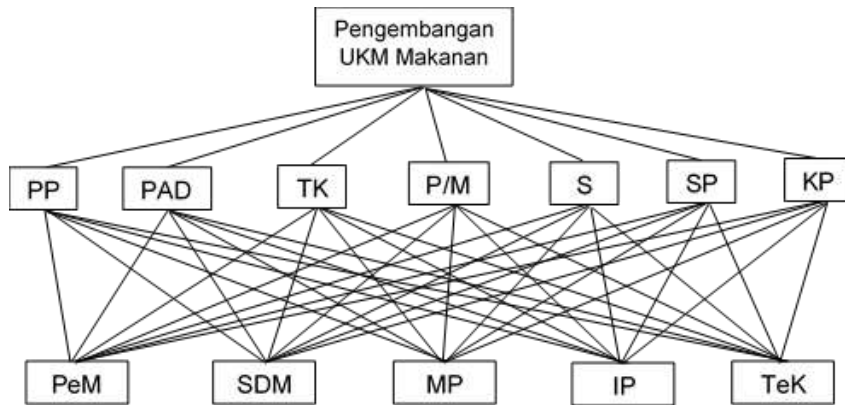 Pengembangan
UKM Makanan
PP PAD TK P/M S SP KP
PeM SDM MP IP TeK